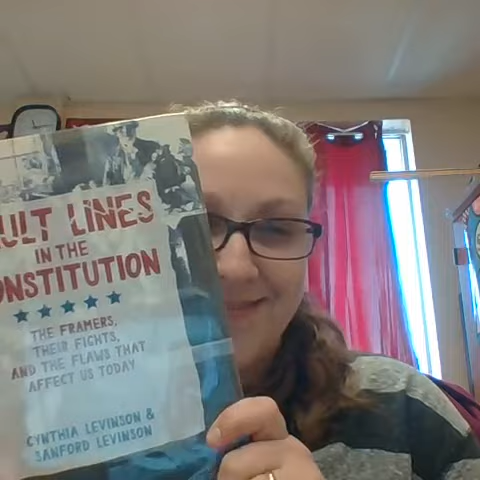 ULT LINES
IN THE
ONSTITUTION
THE FRAMERS,
THEIR FIGHTS,
AND THE FLAWS THAT
AFFECT US TODAY
CYNTHIA LEVINSON &
SANFORD LEVINSON